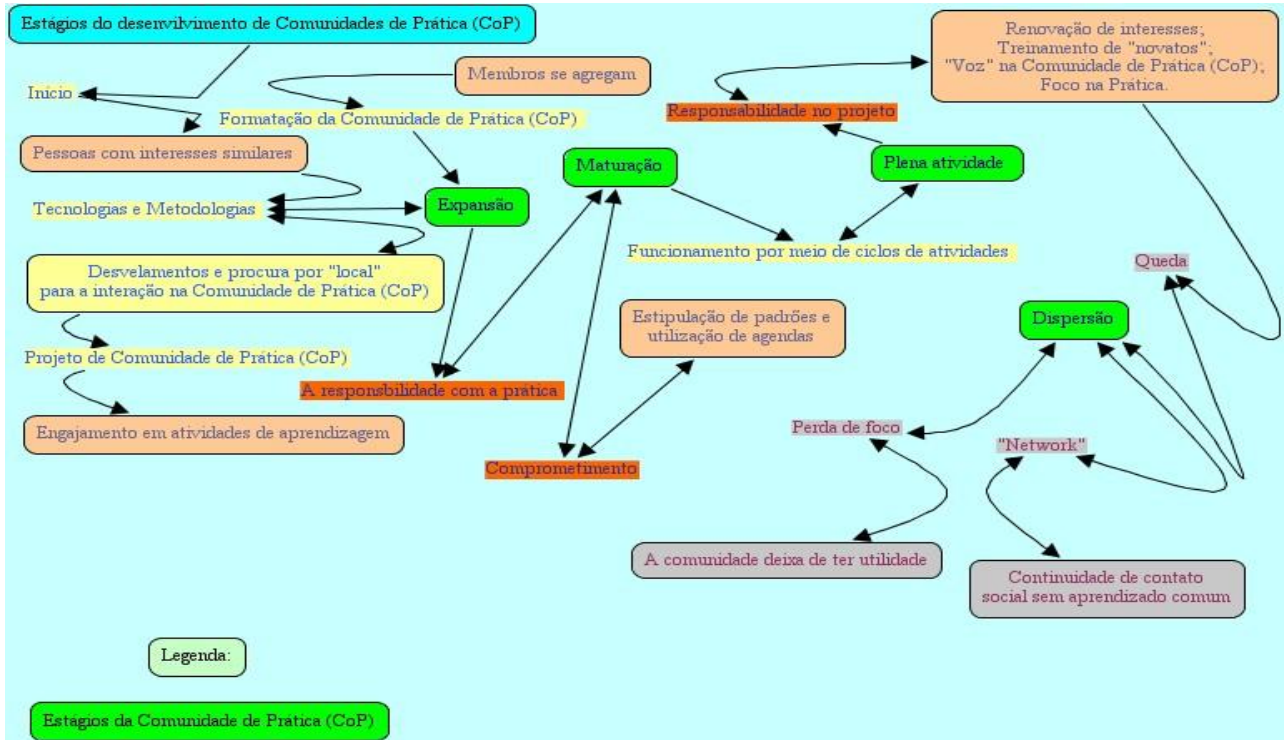 Estágios do desenvilvimento de Comunidades de Prática (CoP)
Início
Pessoas com interesses similares
Tecnologias e Metodologias
Desvelamentos e procura por "local"
para a interação na Comunidade de Prática (CoP)
Projeto de Comunidade de Prática (CoP)
Engajamento em atividades de aprendizagem
Membros se agregam
Formatação da Comunidade de Prática (CoP)
Expansão
A responsbilidade com a prática
Maturação
Comprometimento
Estipulação de padrões e
utilização de agendas
Funcionamento por meio de ciclos de atividades
Plena atividade
Responsabilidade no projeto
Renovação de interesses;
Treinamento de "novatos";
"Voz" na Comunidade de Prática (CoP);
Foco na Prática.
Queda
Dispersão
Perda de foco
"Network"
A comunidade deixa de ter utilidade
Continuidade de contato
social sem aprendizado comum
Legenda:
Estágios da Comunidade de Prática (CoP)